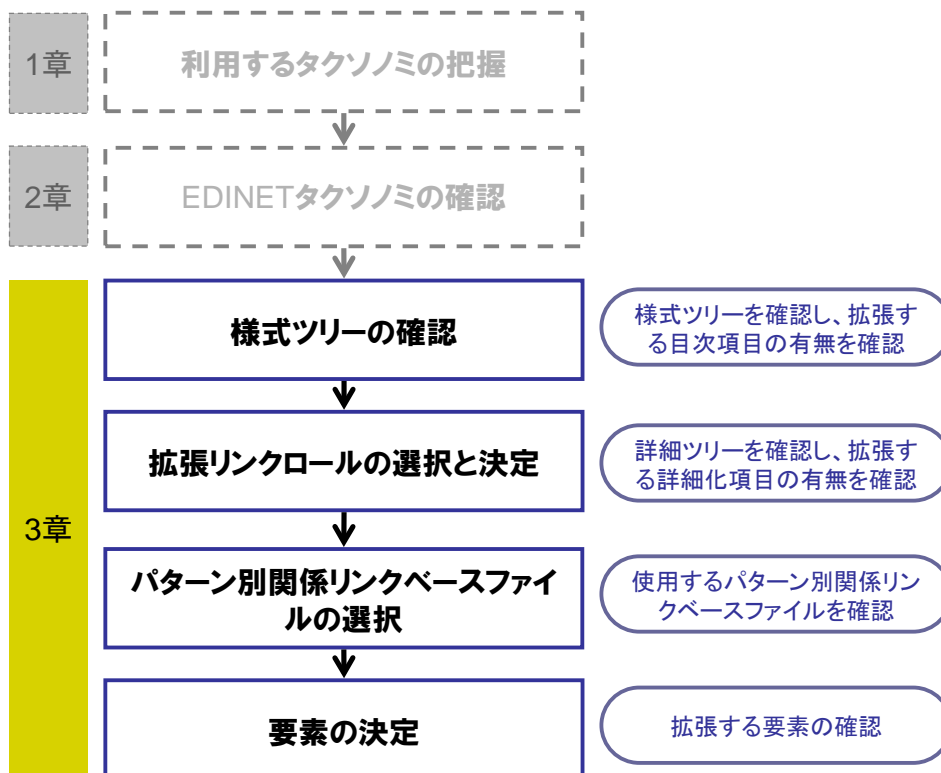 1章
利用するタクソノミの把握
2章
EDINETタクソノミの確認
3章
様式ツリーの確認
様式ツリーを確認し、拡張す
る目次項目の有無を確認
拡張リンクロールの選択と決定
詳細ツリーを確認し、拡張す
る詳細化項目の有無を確認
パターン別関係リンクベースファイ
ルの選択
使用するパターン別関係リン
クベースファイルを確認
要素の決定
拡張する要素の確認